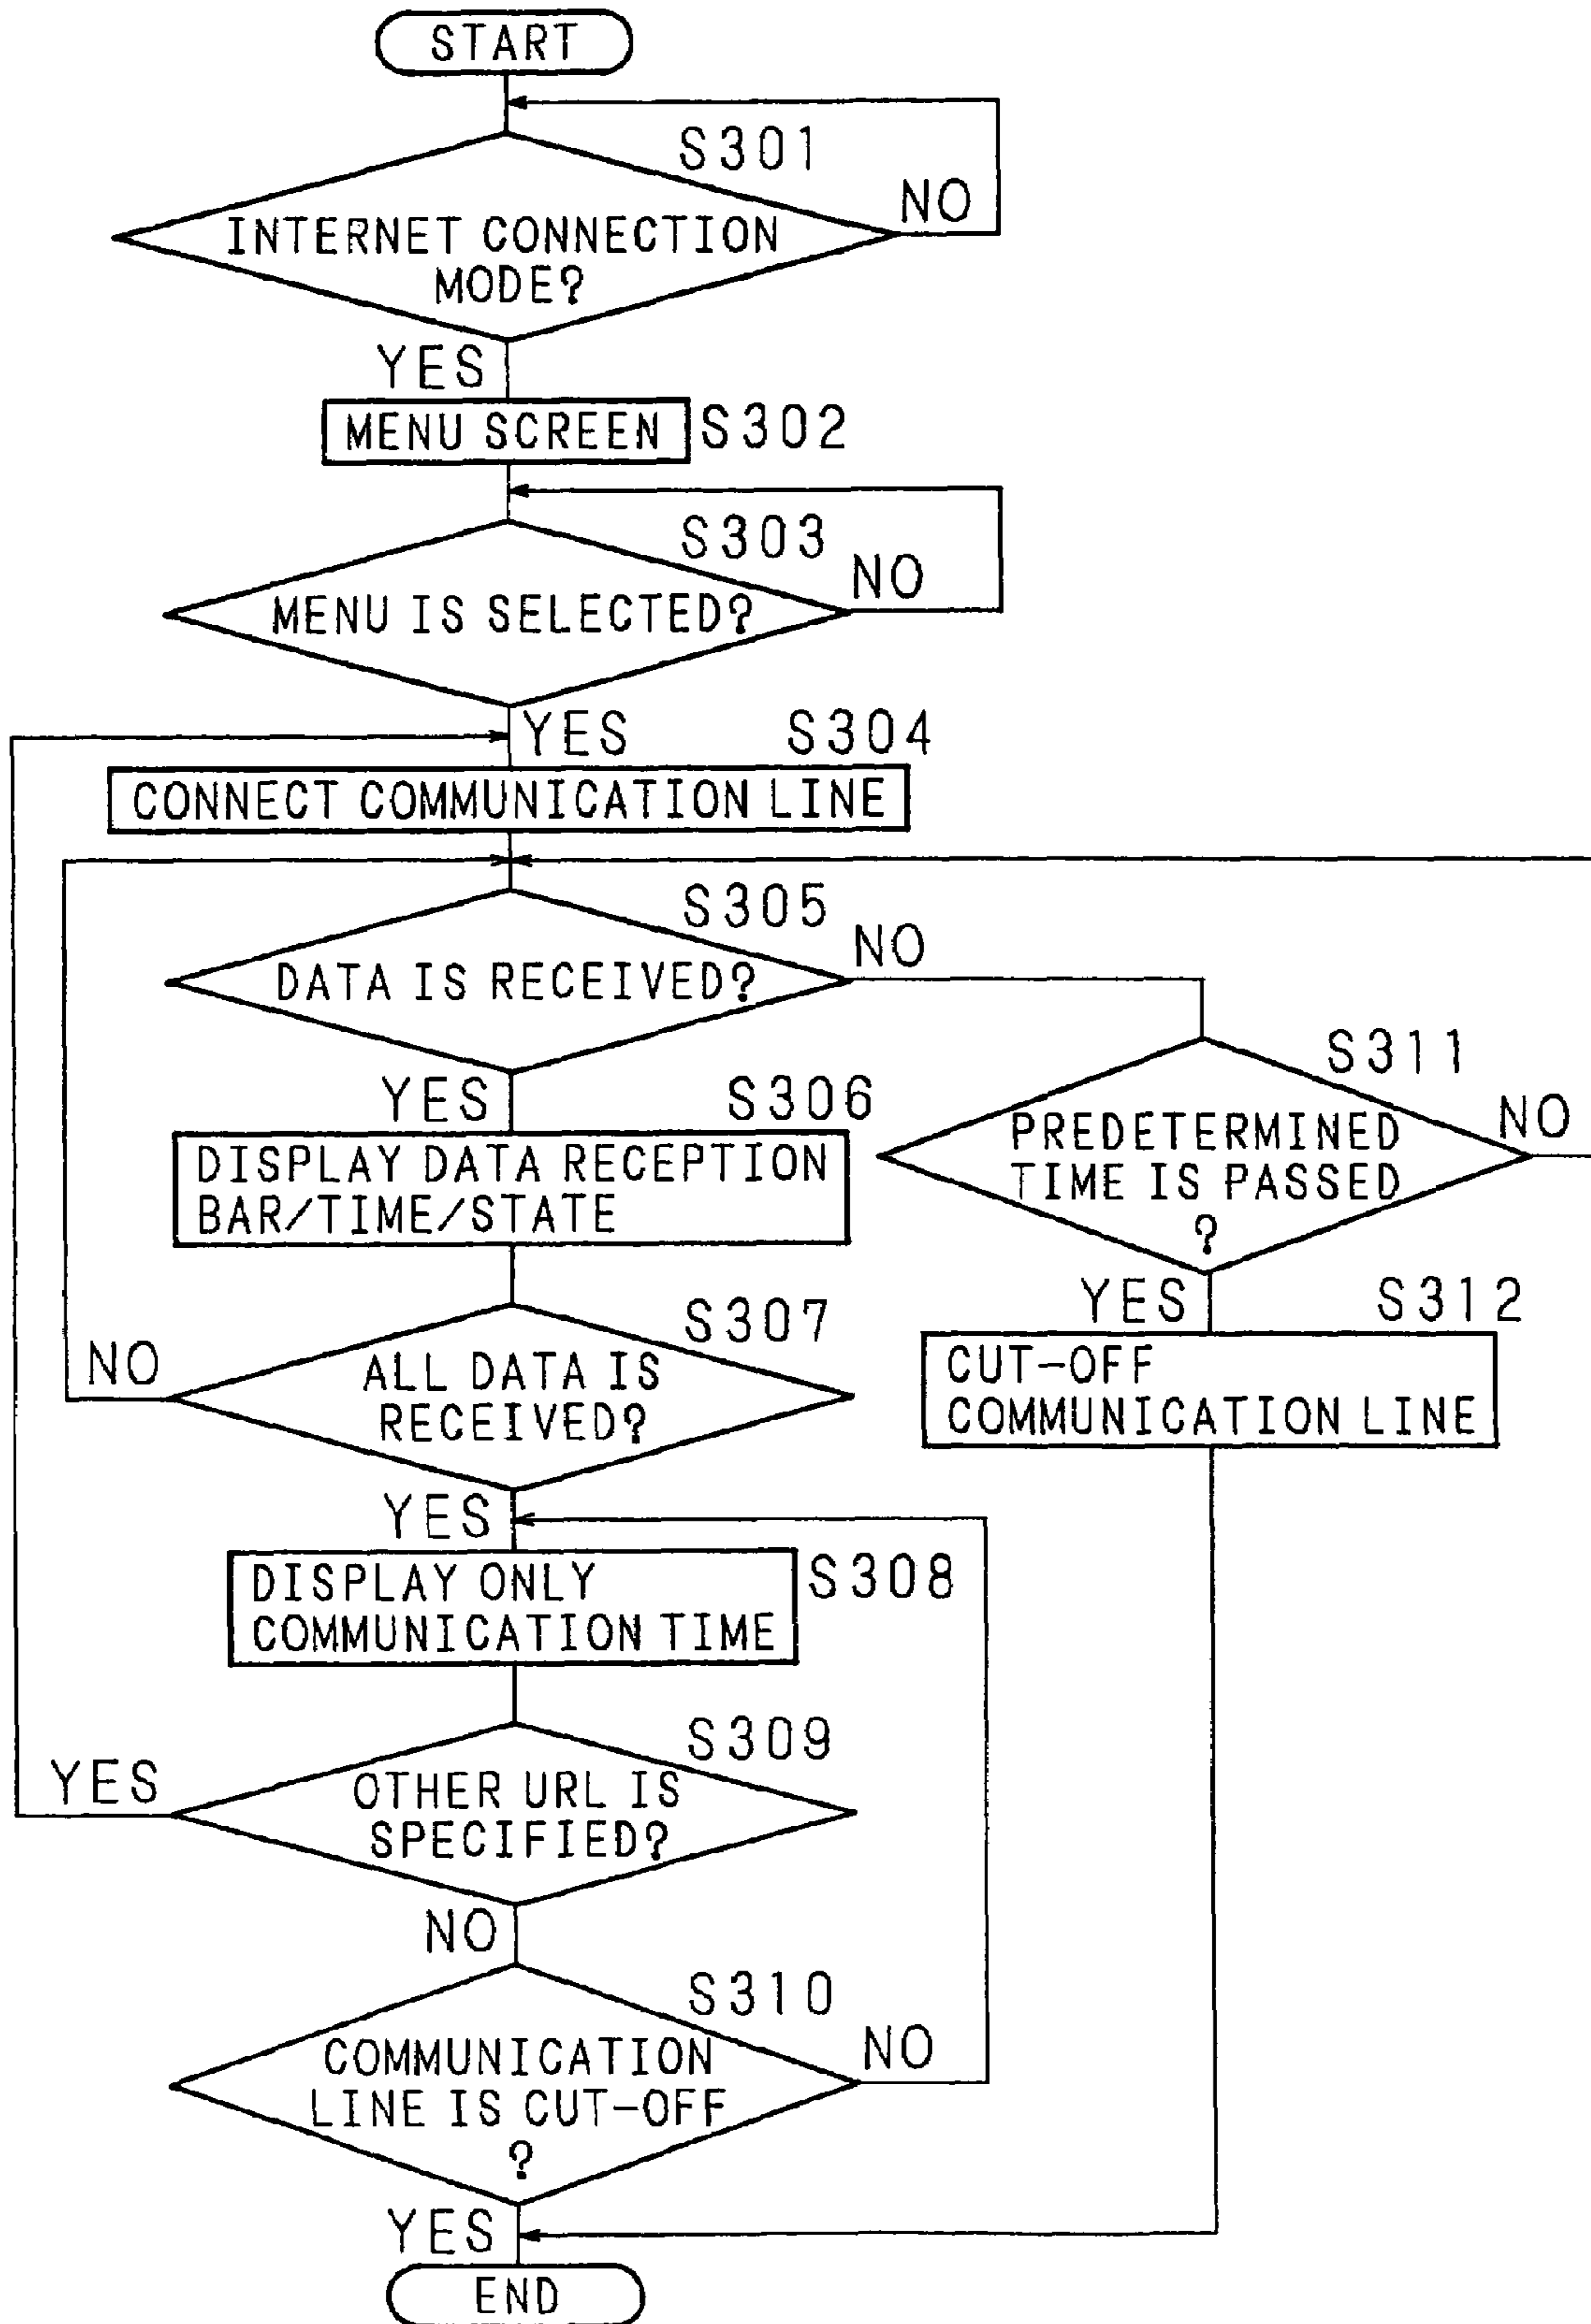 START
S301
NO
INTERNET CONNECTION
MODE?
YES
MENU SCREEN
S302
S303
NO
MENU IS SELECTED?
YES
S304
CONNECT COMMUNICATION LINE
S305
NO
DATA IS RECEIVED?
YES
S306
DISPLAY DATA RECEPTION
BAR/TIME/STATE
S311
PREDETERMINED
TIME IS PASSED
?
NO
YES
S312
CUT-OFF
COMMUNICATION LINE
S307
NO
ALL DATA IS
RECEIVED?
YES
DISPLAY ONLY
COMMUNICATION TIME
S308
S309
YES
OTHER URL IS
SPECIFIED?
NO
S310
COMMUNICATION
LINE IS CUT-OFF
?
NO
YES
END